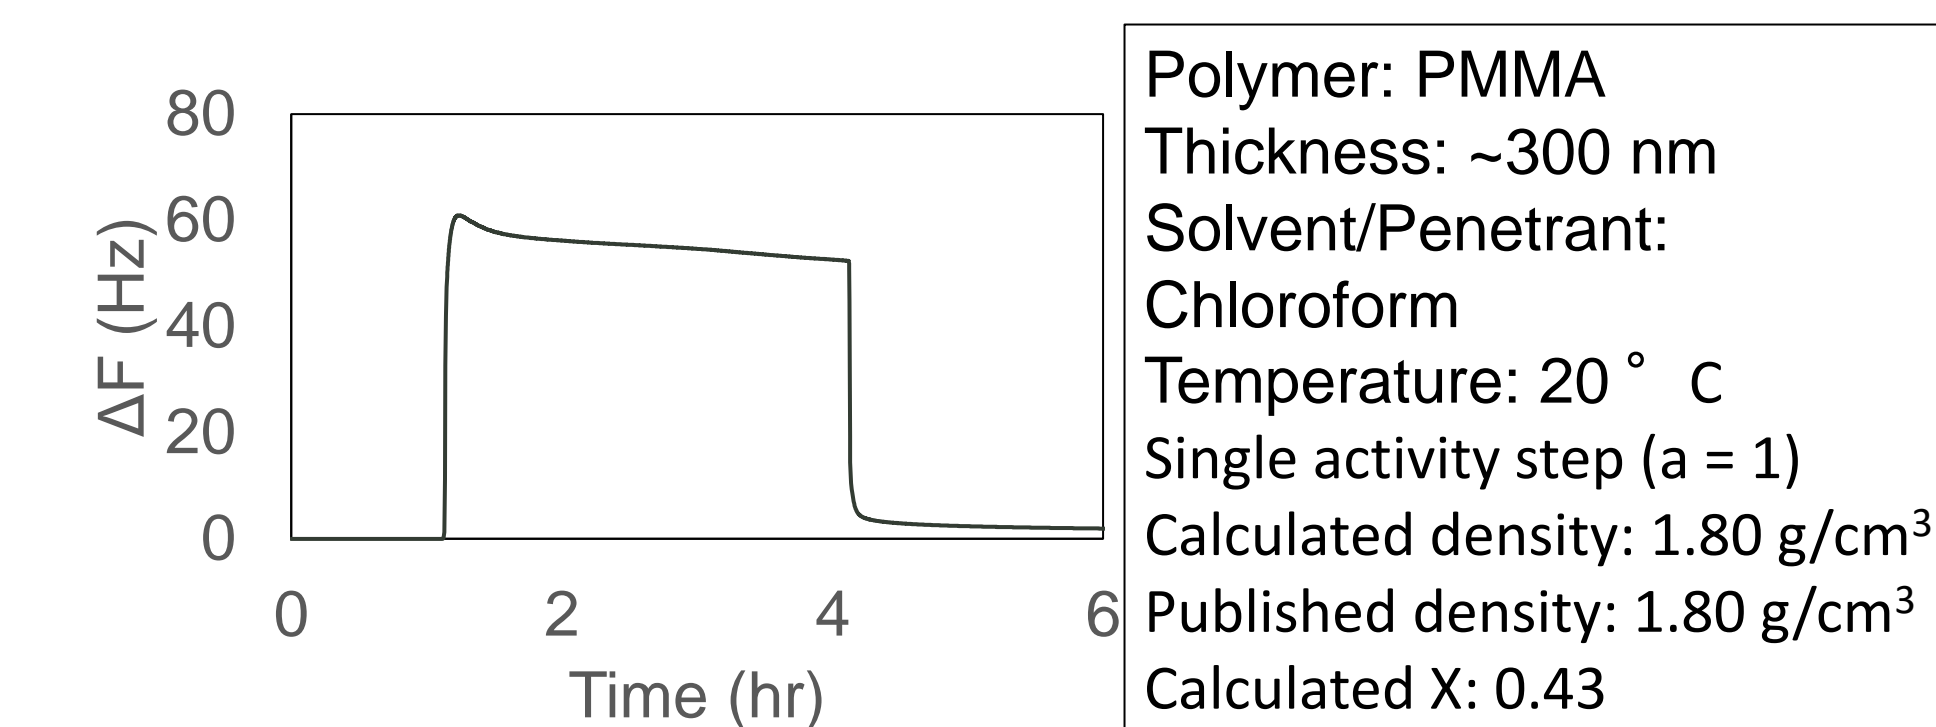 80
60
40
20
0
ΔF (Hz)
0 2 4 6
Time (hr)
Polymer: PMMA
Thickness: ~300 nm
Solvent/Penetrant:
Chloroform
Temperature: 20 ° C
Single activity step (a = 1)
Calculated density: 1.80 g/cm³
Published density: 1.80 g/cm³
Calculated X: 0.43